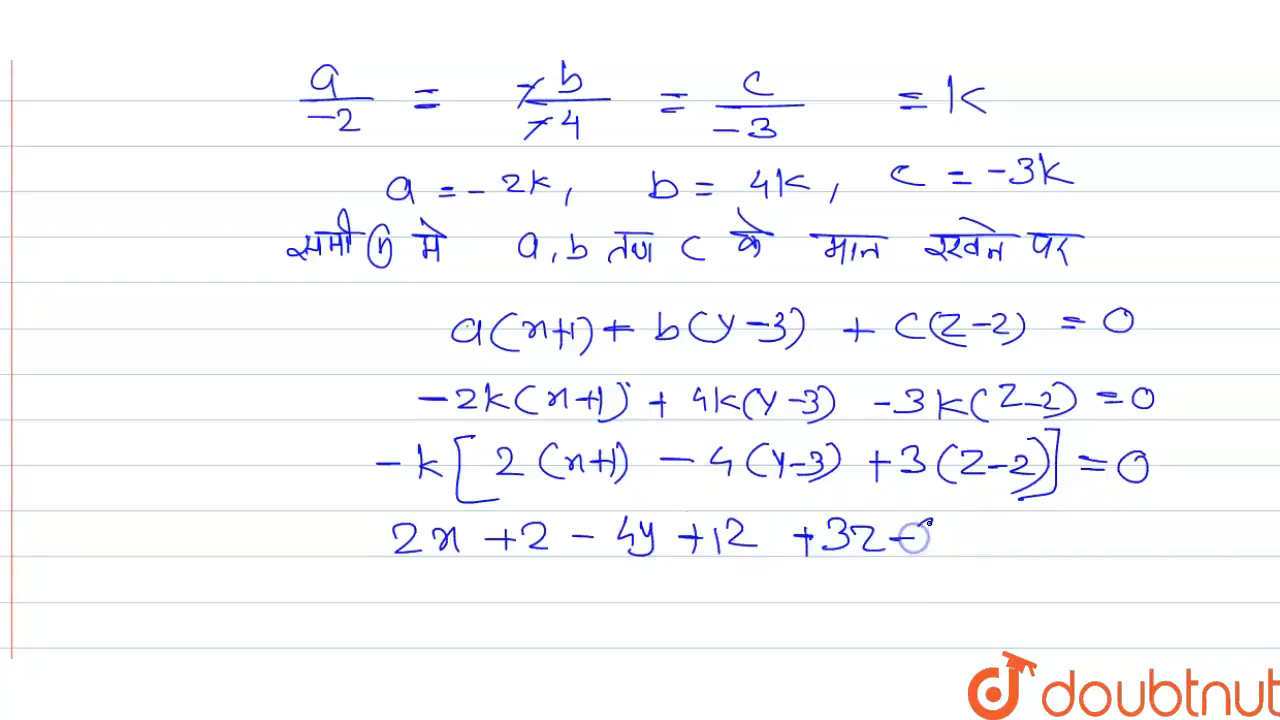 a/-2 = -b/-4 = c/-3 = k
a = -2k, b = 4k, c = -3k
समी (1) मे a, b तथा c के मान रखने पर
a(x+1) + b(y-3) + c(z-2) = 0
-2k(x+1) + 4k(y-3) -3k(z-2) = 0
-k[2(x+1) - 4(y-3) + 3(z-2)] = 0
2x + 2 - 4y + 12 + 3z -
doubtnut